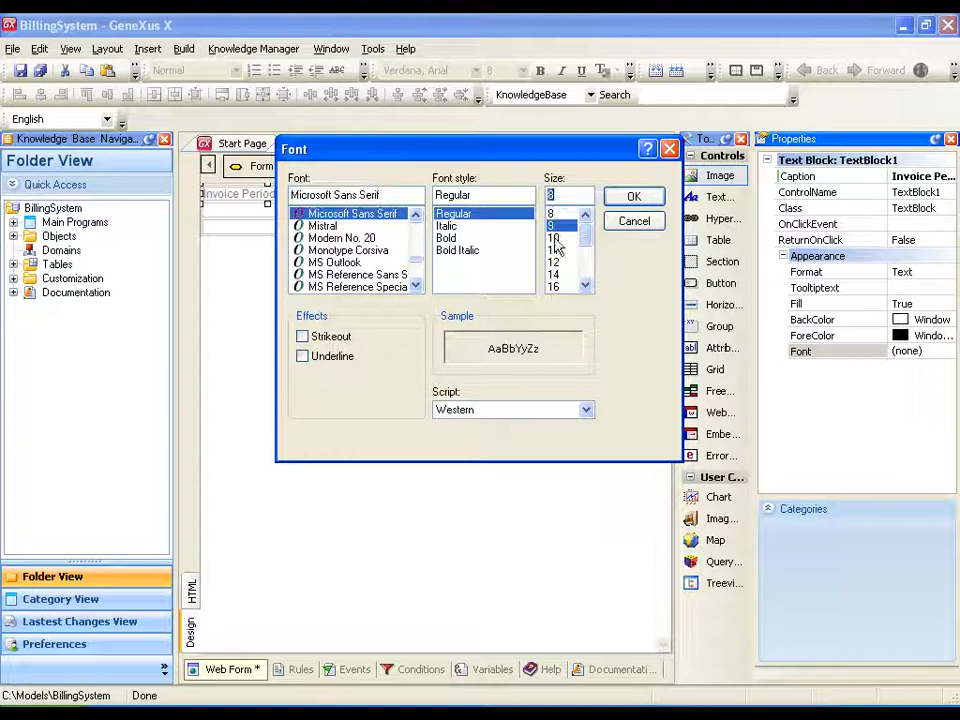 BillingSystem - GeneXus X
File Edit View Layout Insert Build Knowledge Manager Window Tools Help
Normal ABC Verdana, Arial 8 B I U Back Forward
KnowledgeBase Search
English
Knowledge Base Naviga...
Folder View
Quick Access
BillingSystem
Main Programs
Objects
Domains
Tables
Customization
Documentation
Folder View
Category View
Lastest Changes View
Preferences
Start Page
Form
Invoice Period
Font
Font: Font style: Size:
Microsoft Sans Serif Regular 8
Microsoft Sans Serif Regular 8
Mistral Italic 9
Modern No. 20 Bold 10
Monotype Corsiva Bold Italic
MS Outlook 12
MS Reference Sans S 14
MS Reference Specia 16
OK
Cancel
Effects
Strikeout
Underline
Sample
AaBbYyZz
Script:
Western
HTML
Design
Web Form * Rules Events Conditions Variables Help Documentati...
To...
Controls
Image
Text...
Hyper...
Table
Section
Button
Horizo...
Group
Attrib...
Grid
Free...
Web...
Embe...
Error...
User C...
Chart
Imag...
Map
Query...
Treevi...
Properties
Text Block: TextBlock1
Caption Invoice Pe...
ControlName TextBlock1
Class TextBlock1
OnClickEvent
ReturnOnClick False
Appearance
Format Text
Tooltiptext
Fill True
BackColor Window
ForeColor Windo...
Font (none)
Categories
C:\Models\BillingSystem Done